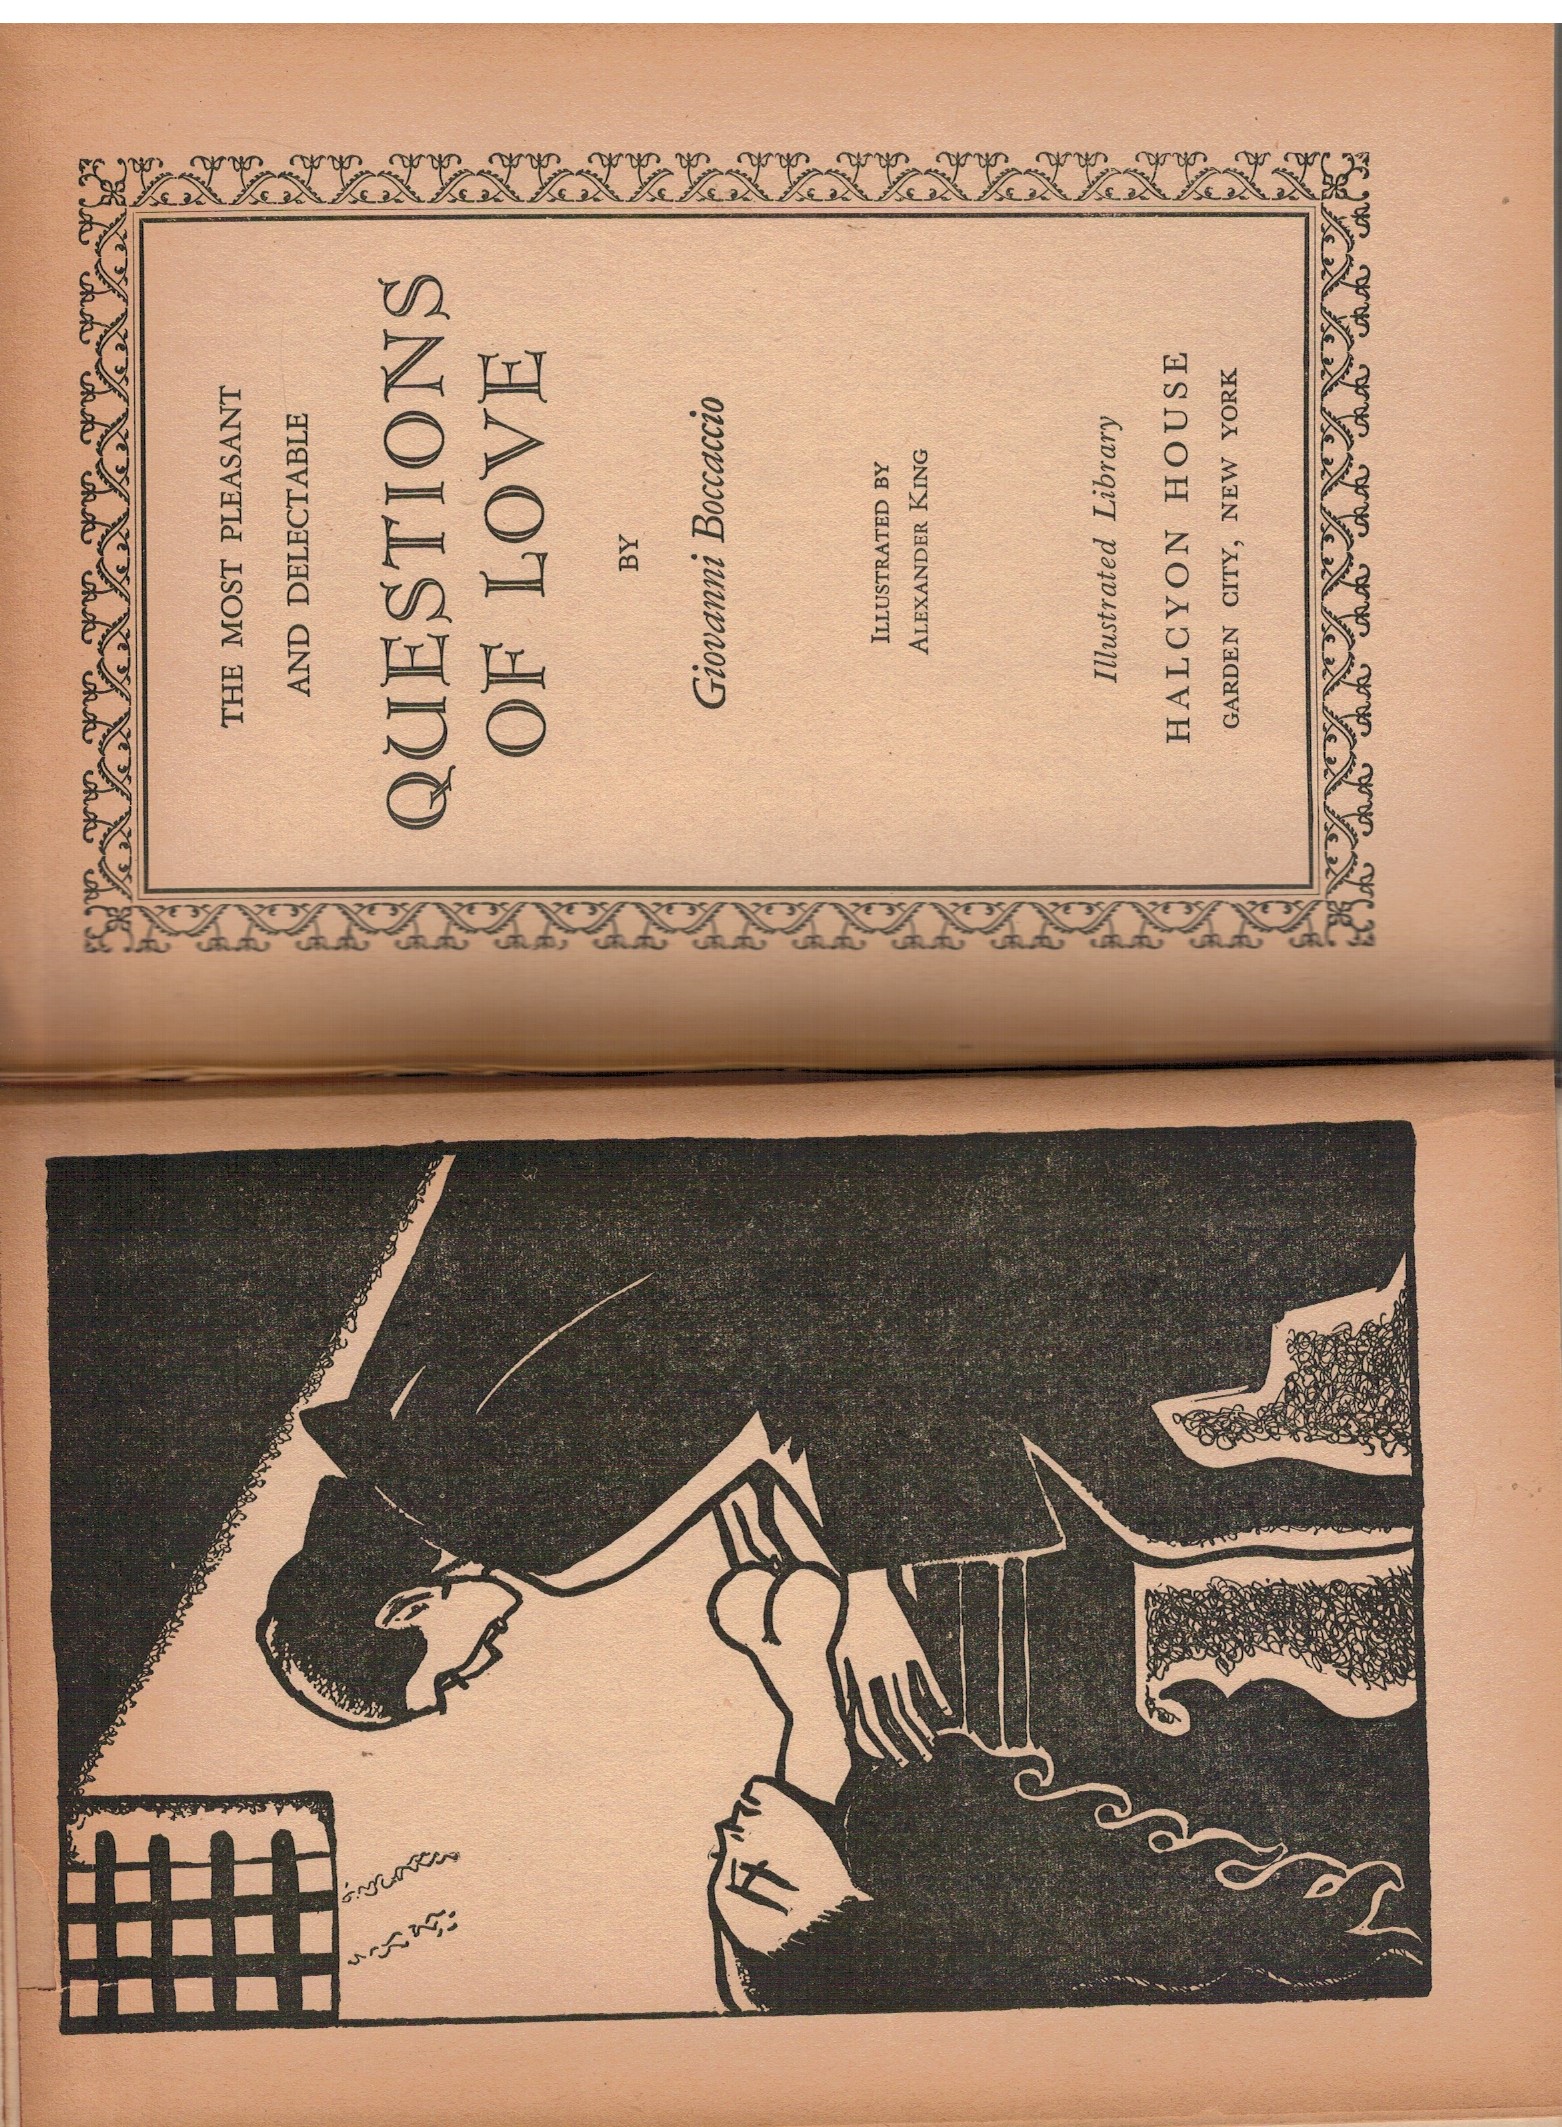 THE MOST PLEASANT
AND DELECTABLE
QUESTIONS
OF LOVE
BY
Giovanni Boccaccio
ILLUSTRATED BY
ALEXANDER KING
Illustrated Library
HALCYON HOUSE
GARDEN CITY, NEW YORK